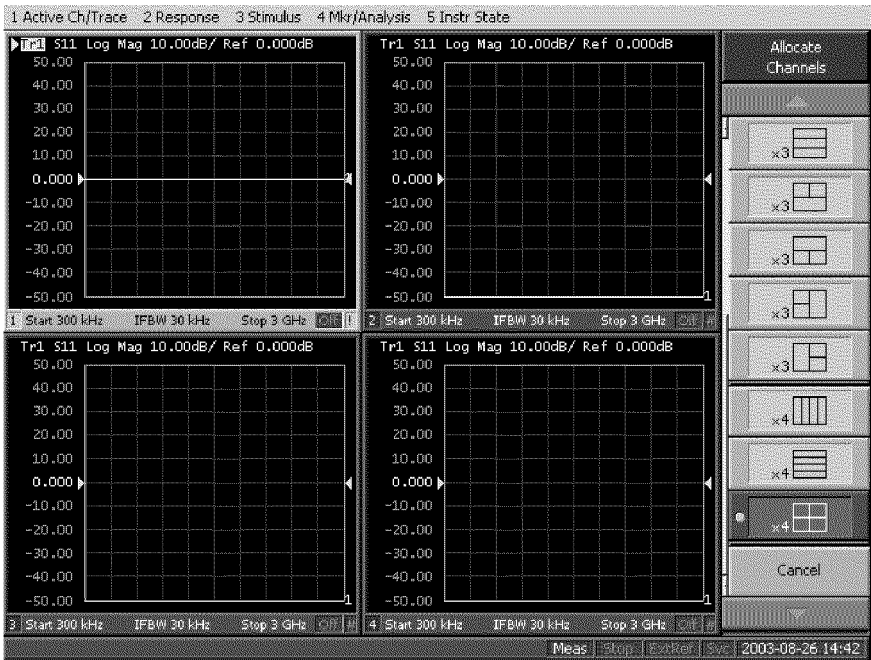 1 Active Ch/Trace 2 Response 3 Stimulus 4 Mkr/Analysis 5 Instr State
Tr1 S11 Log Mag 10.00dB/ Ref 0.000dB
50.00
40.00
30.00
20.00
10.00
0.000
-10.00
-20.00
-30.00
-40.00
-50.00
1 Start 300 kHz IFBW 30 kHz Stop 3 GHz Off !
Tr1 S11 Log Mag 10.00dB/ Ref 0.000dB
50.00
40.00
30.00
20.00
10.00
0.000
-10.00
-20.00
-30.00
-40.00
-50.00
1
2 Start 300 kHz IFBW 30 kHz Stop 3 GHz Off #
Tr1 S11 Log Mag 10.00dB/ Ref 0.000dB
50.00
40.00
30.00
20.00
10.00
0.000
-10.00
-20.00
-30.00
-40.00
-50.00
1
3 Start 300 kHz IFBW 30 kHz Stop 3 GHz Off #
Tr1 S11 Log Mag 10.00dB/ Ref 0.000dB
50.00
40.00
30.00
20.00
10.00
0.000
-10.00
-20.00
-30.00
-40.00
-50.00
1
4 Start 300 kHz IFBW 30 kHz Stop 3 GHz Off #
Allocate
Channels
x3
x3
x3
x3
x3
x4
x4
x4
Cancel
Meas Stop ExtRef Svc 2003-08-26 14:42